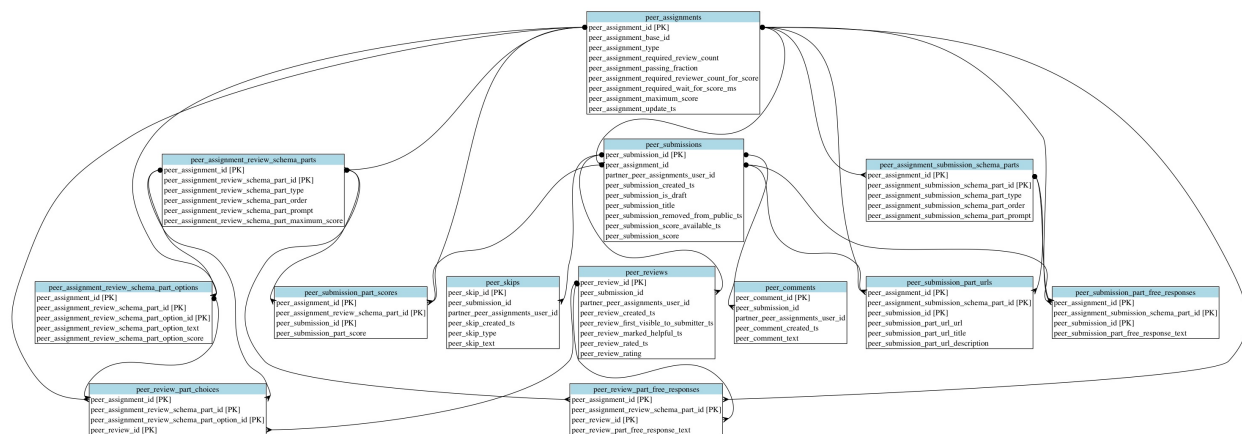 peer_assignments
peer_assignment_id [PK]
peer_assignment_base_id
peer_assignment_type
peer_assignment_required_review_count
peer_assignment_passing_fraction
peer_assignment_required_reviewer_count_for_score
peer_assignment_required_wait_for_score_ms
peer_assignment_maximum_score
peer_assignment_update_ts
peer_assignment_review_schema_parts
peer_assignment_id [PK]
peer_assignment_review_schema_part_id [PK]
peer_assignment_review_schema_part_type
peer_assignment_review_schema_part_order
peer_assignment_review_schema_part_prompt
peer_assignment_review_schema_part_maximum_score
peer_submissions
peer_submission_id [PK]
peer_assignment_id
partner_peer_assignments_user_id
peer_submission_created_ts
peer_submission_is_draft
peer_submission_title
peer_submission_removed_from_public_ts
peer_submission_score_available_ts
peer_submission_score
peer_assignment_submission_schema_parts
peer_assignment_id [PK]
peer_assignment_submission_schema_part_id [PK]
peer_assignment_submission_schema_part_type
peer_assignment_submission_schema_part_order
peer_assignment_submission_schema_part_prompt
peer_assignment_review_schema_part_options
peer_assignment_id [PK]
peer_assignment_review_schema_part_id [PK]
peer_assignment_review_schema_part_option_id [PK]
peer_assignment_review_schema_part_option_text
peer_assignment_review_schema_part_option_score
peer_submission_part_scores
peer_assignment_id [PK]
peer_assignment_review_schema_part_id [PK]
peer_submission_id [PK]
peer_submission_part_score
peer_skips
peer_skip_id [PK]
peer_submission_id
partner_peer_assignments_user_id
peer_skip_created_ts
peer_skip_type
peer_skip_text
peer_reviews
peer_review_id [PK]
peer_submission_id
partner_peer_assignments_user_id
peer_review_created_ts
peer_review_first_visible_to_submitter_ts
peer_review_marked_helpful_ts
peer_review_rated_ts
peer_review_rating
peer_comments
peer_comment_id [PK]
peer_submission_id
partner_peer_assignments_user_id
peer_comment_created_ts
peer_comment_text
peer_submission_part_urls
peer_assignment_id [PK]
peer_assignment_submission_schema_part_id [PK]
peer_submission_id [PK]
peer_submission_part_url_url
peer_submission_part_url_title
peer_submission_part_url_description
peer_submission_part_free_responses
peer_assignment_id [PK]
peer_assignment_submission_schema_part_id [PK]
peer_submission_id [PK]
peer_submission_part_free_response_text
peer_review_part_choices
peer_assignment_id [PK]
peer_assignment_review_schema_part_id [PK]
peer_assignment_review_schema_part_option_id [PK]
peer_review_id [PK]
peer_review_part_free_responses
peer_assignment_id [PK]
peer_assignment_review_schema_part_id [PK]
peer_review_id [PK]
peer_review_part_free_response_text